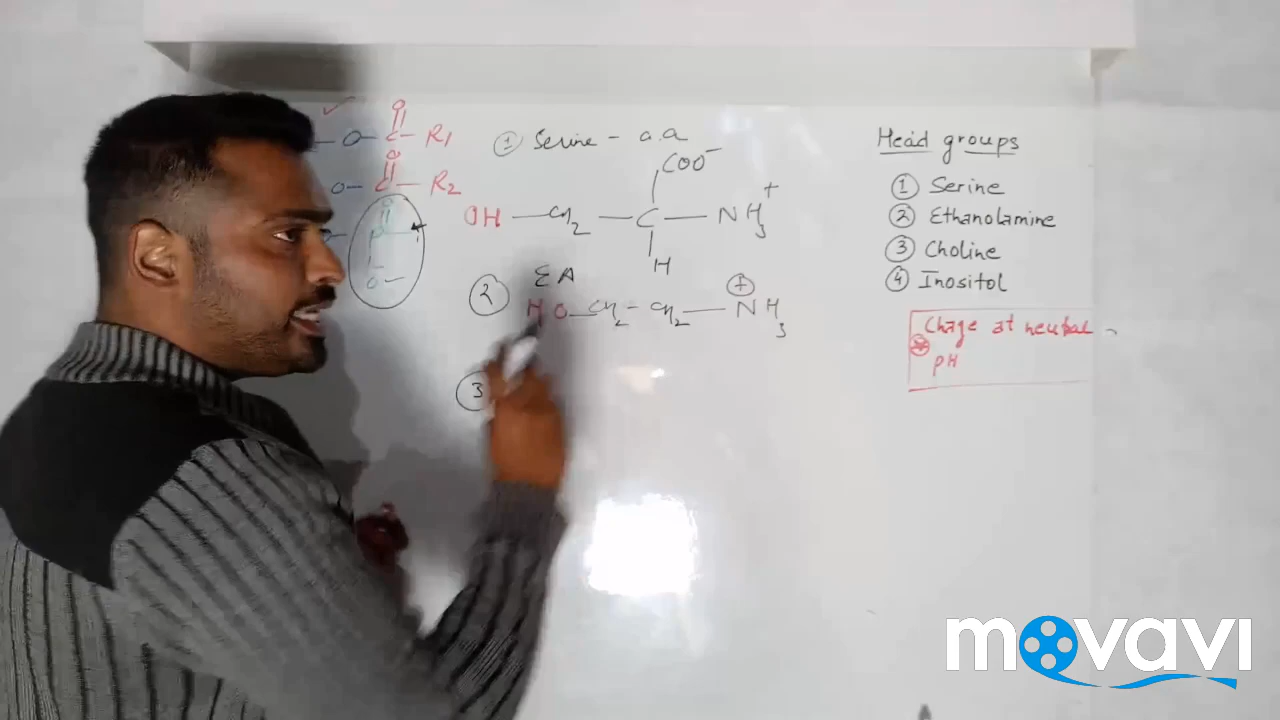 O
—O—C—R1
O
O—C—R2
O
P
O—
① Serine – a.a
COO⁻
OH—CH2—C—NH3⁺
H
② EA
HO—CH2–CH2—NH3 ⊕
③
Head groups
① Serine
② Ethanolamine
③ Choline
④ Inositol
Chage at neutral
pH
movavi